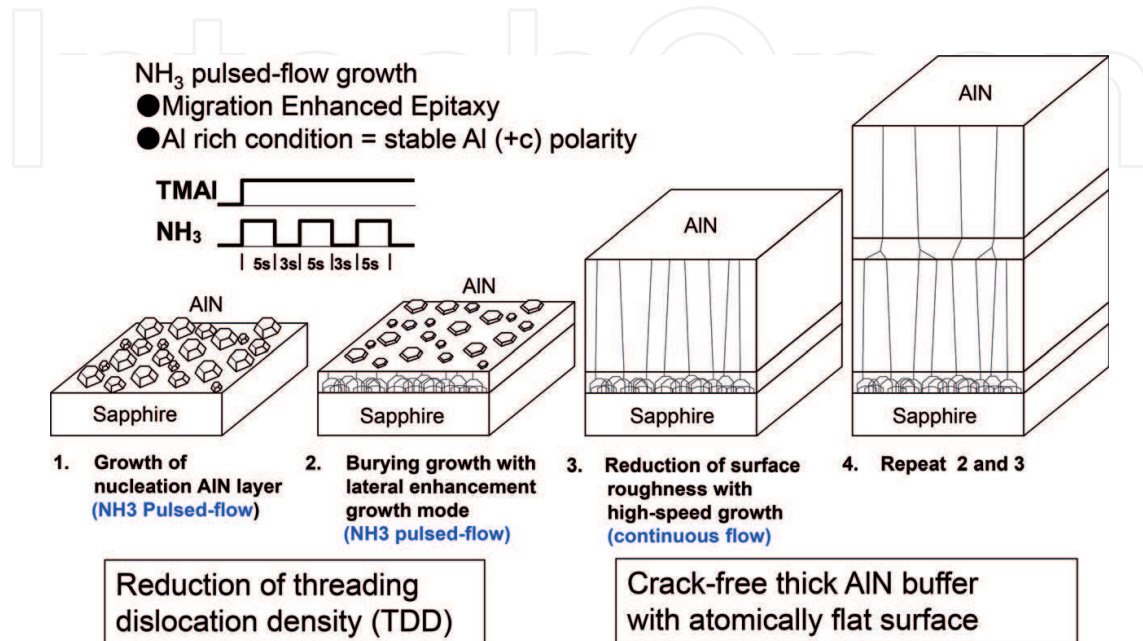 NH3 pulsed-flow growth
●Migration Enhanced Epitaxy
●Al rich condition = stable Al (+c) polarity
TMAl
NH3
5s 3s 5s 3s 5s
AlN
Sapphire
AlN
Sapphire
AlN
Sapphire
AlN
Sapphire
1. Growth of
nucleation AlN layer
(NH3 Pulsed-flow)
2. Burying growth with
lateral enhancement
growth mode
(NH3 pulsed-flow)
3. Reduction of surface
roughness with
high-speed growth
(continuous flow)
4. Repeat 2 and 3
Reduction of threading
dislocation density (TDD)
Crack-free thick AlN buffer
with atomically flat surface